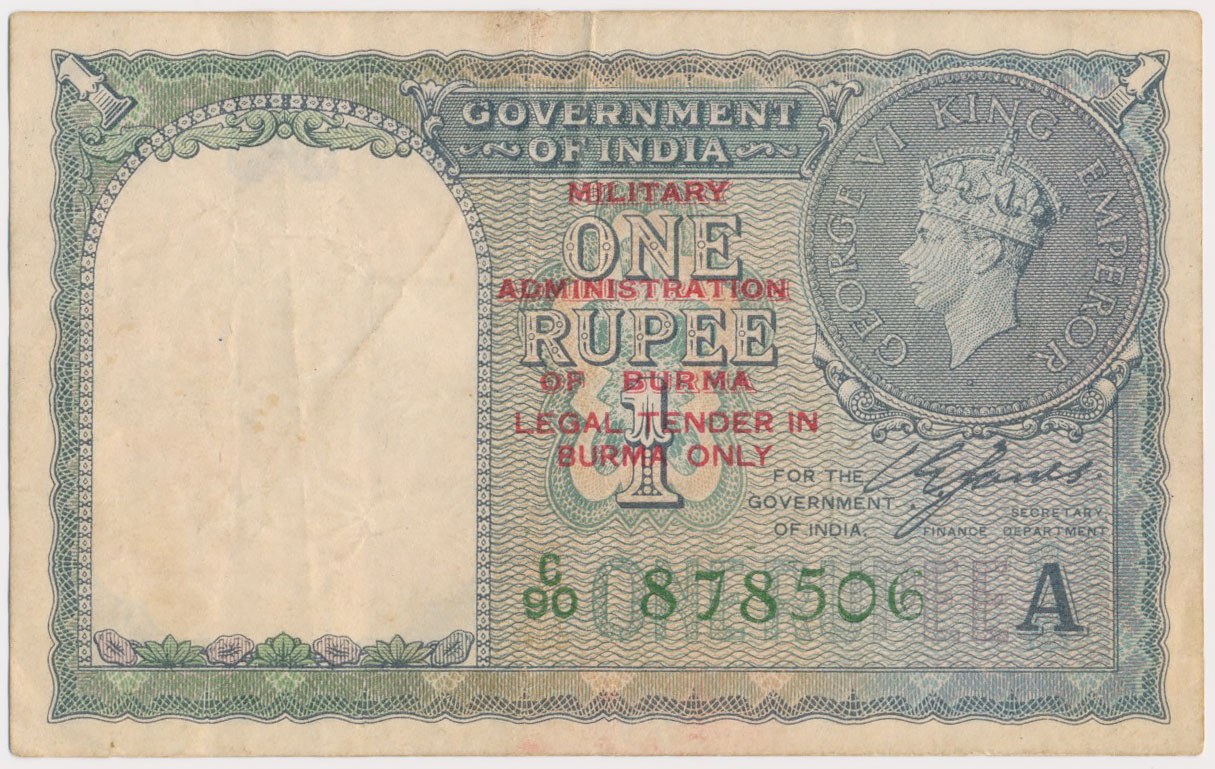 1
1
GOVERNMENT
OF INDIA
GEORGE VI KING EMPEROR
MILITARY
ONE
ADMINISTRATION
RUPEE
OF BURMA
1
LEGAL TENDER IN
BURMA ONLY
FOR THE
GOVERNMENT
OF INDIA.
SECRETARY,
FINANCE DEPARTMENT
C
90
878506
A